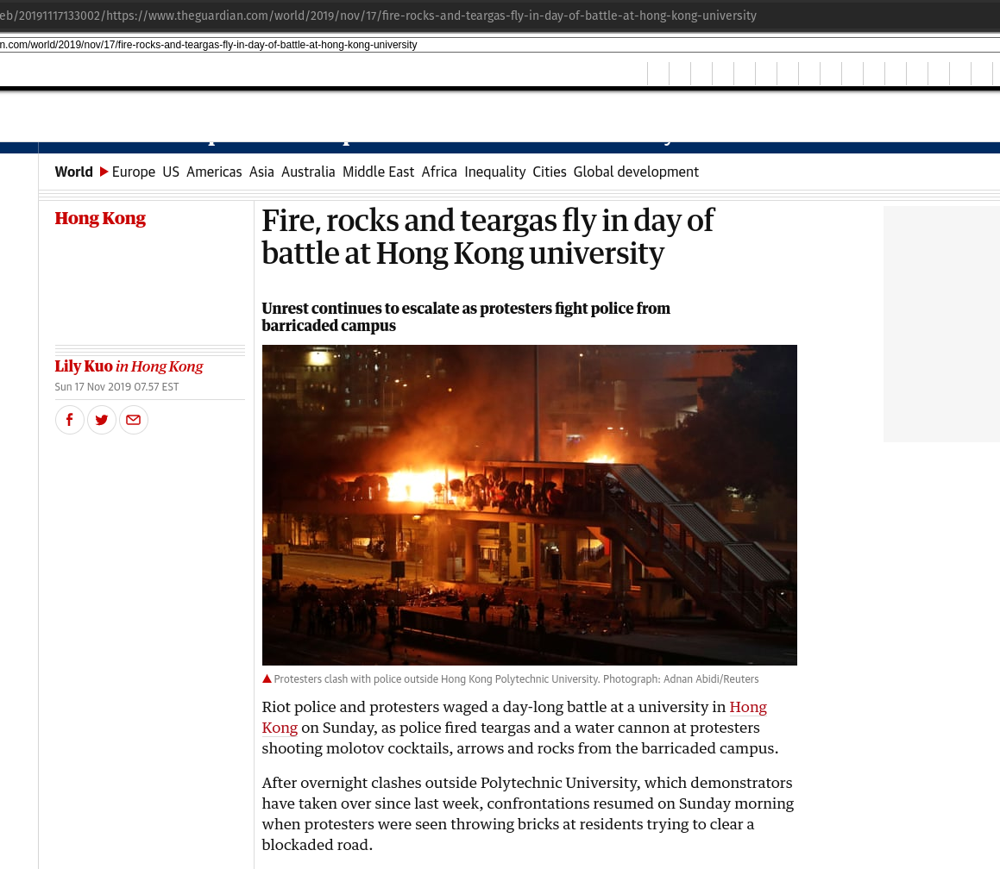 eb/20191117133002/https://www.theguardian.com/world/2019/nov/17/fire-rocks-and-teargas-fly-in-day-of-battle-at-hong-kong-university
n.com/world/2019/nov/17/fire-rocks-and-teargas-fly-in-day-of-battle-at-hong-kong-university
World Europe US Americas Asia Australia Middle East Africa Inequality Cities Global development
Hong Kong
Fire, rocks and teargas fly in day of
battle at Hong Kong university
Unrest continues to escalate as protesters fight police from
barricaded campus
Lily Kuo in Hong Kong
Sun 17 Nov 2019 07.57 EST
Protesters clash with police outside Hong Kong Polytechnic University. Photograph: Adnan Abidi/Reuters
Riot police and protesters waged a day-long battle at a university in Hong
Kong on Sunday, as police fired teargas and a water cannon at protesters
shooting molotov cocktails, arrows and rocks from the barricaded campus.
After overnight clashes outside Polytechnic University, which demonstrators
have taken over since last week, confrontations resumed on Sunday morning
when protesters were seen throwing bricks at residents trying to clear a
blockaded road.